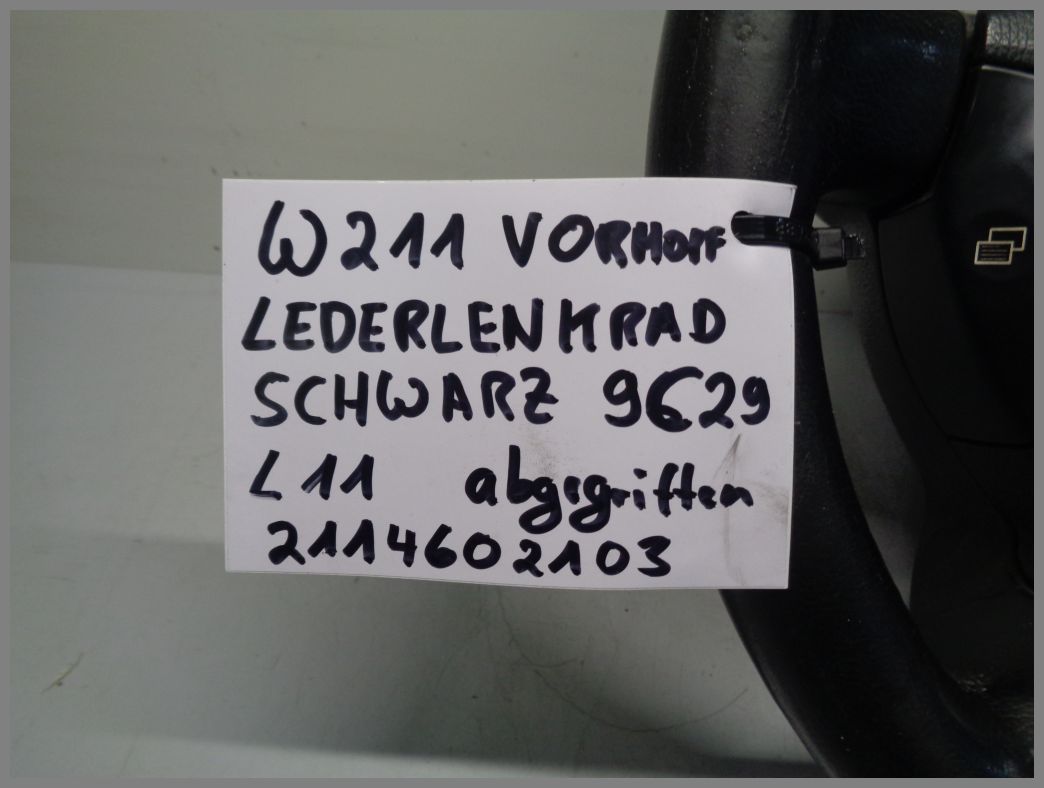 W211 VORMOPF
LEDERLENKRAD
SCHWARZ 9629
L11 abgegriffen
2114602103